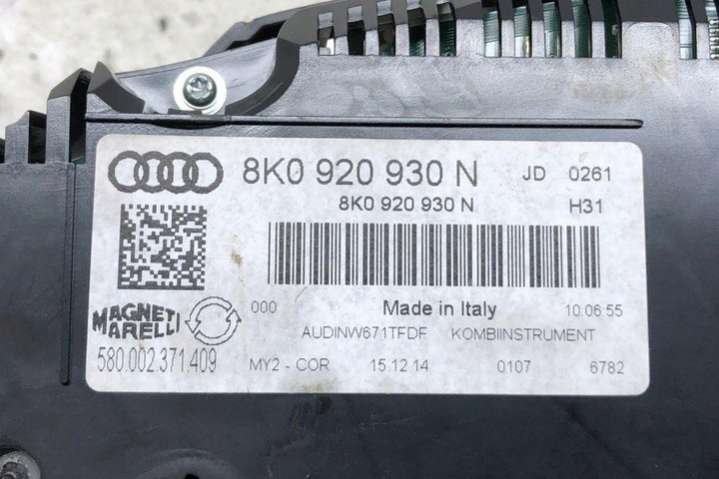 8K0 920 930 N JD 0261
8K0 920 930 N H31
000 Made in Italy 10:06:55
MAGNETI
MARELLI
AUDINW671TFDF KOMBIINSTRUMENT
580.002.371.409
MY2 - COR 15.12.14 0107 6782